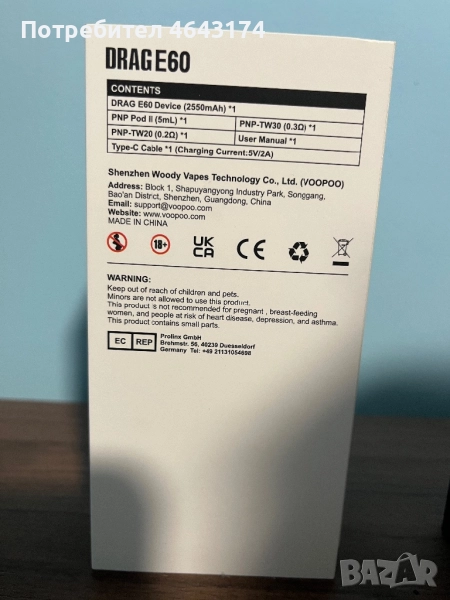 Потребител 4643174
DRAG E60
CONTENTS
DRAG E60 Device (2550mAh) *1
PNP Pod II (5mL) *1
PNP-TW30 (0.3Ω) *1
PNP-TW20 (0.2Ω) *1
User Manual *1
Type-C Cable *1 (Charging Current:5V/2A)
Shenzhen Woody Vapes Technology Co., Ltd. (VOOPOO)
Address: Block 1, Shapuyangyong Industry Park, Songgang,
Bao'an District, Shenzhen, Guangdong, China
Email: support@voopoo.com
Website: www.voopoo.com
MADE IN CHINA
18+
UK
CA
CE
WARNING:
Keep out of reach of children and pets.
Minors are not allowed to use this product.
This product is not recommended for pregnant , breast-feeding
women, and people at risk of heart disease, depression, and asthma.
This product contains small parts.
EC REP
Prolinx GmbH
Brehmstr. 56, 40239 Duesseldorf
Germany Tel: +49 21131054698
BAZAR